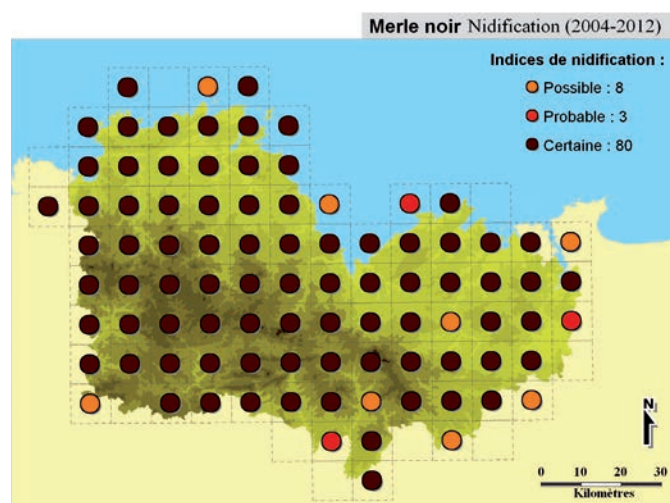 Merle noir Nidification (2004-2012)
Indices de nidification :
Possible : 8
Probable : 3
Certaine : 80
N
0 10 20 30
Kilomètres